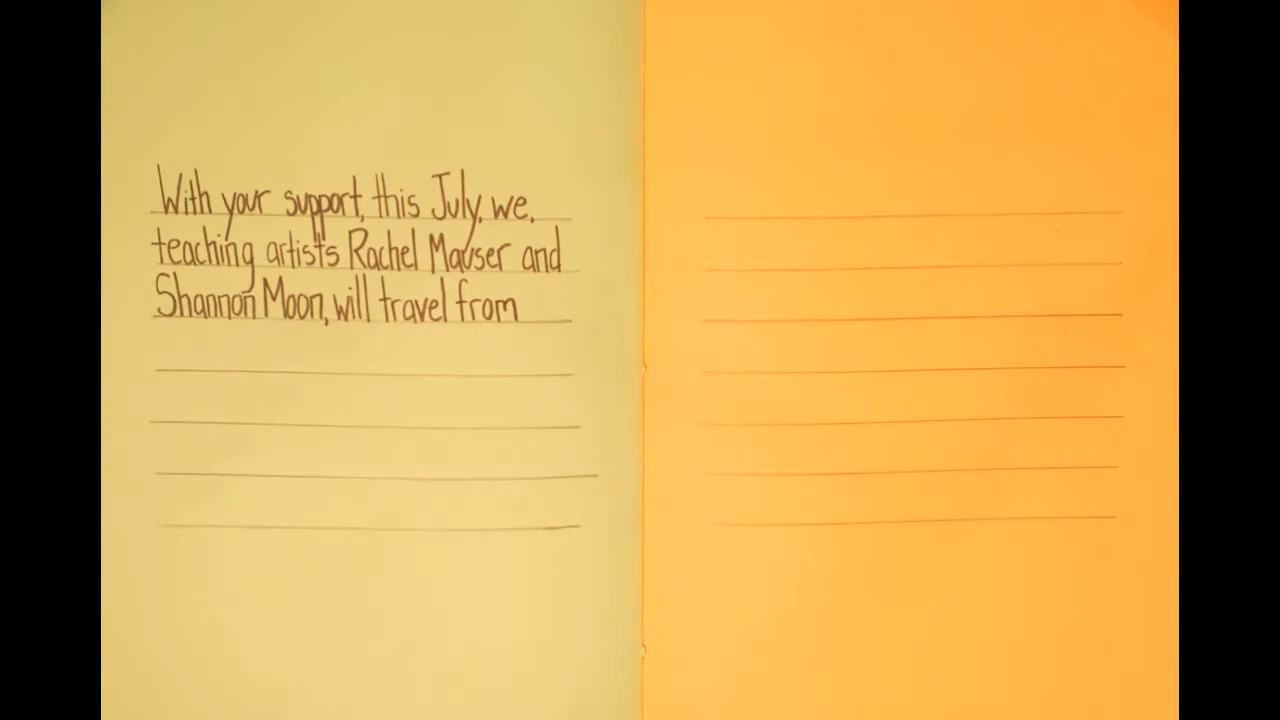 With your support, this July, we,
teaching artists Rachel Mauser and
Shannon Moon, will travel from